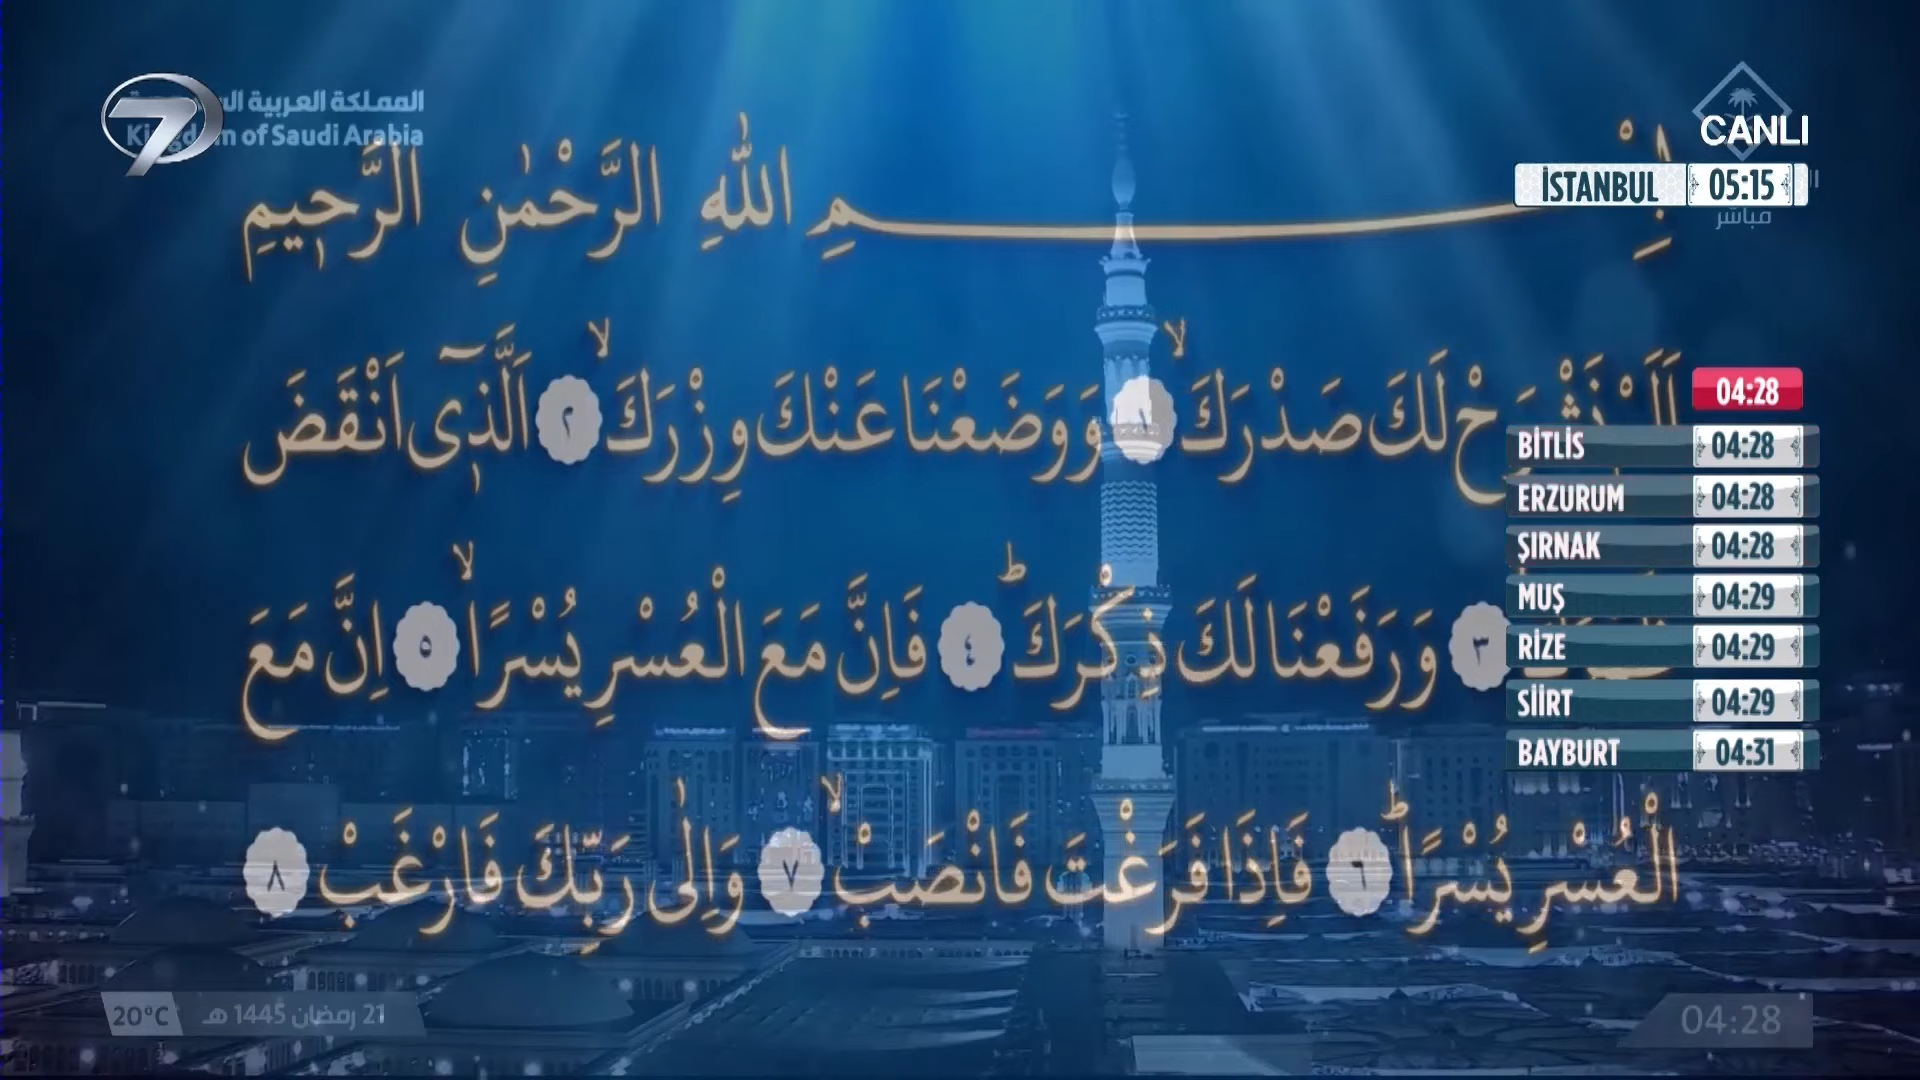 المملكة العربية
Kingdom of Saudi Arabia
7
CANLI
İSTANBUL 05:15
مباشر
بِسْمِ اللّٰهِ الرَّحْمٰنِ الرَّحٖيمِ
اَلَمْ نَشْرَحْ لَكَ صَدْرَكَۙ ١ وَوَضَعْنَا عَنْكَ وِزْرَكَۙ ٢ اَلَّذٖٓى اَنْقَضَ
٣ وَرَفَعْنَا لَكَ ذِكْرَكَؕ ٤ فَاِنَّ مَعَ الْعُسْرِ يُسْرًاۙ ٥ اِنَّ مَعَ
الْعُسْرِ يُسْرًاؕ ٦ فَاِذَا فَرَغْتَ فَانْصَبْۙ ٧ وَاِلٰى رَبِّكَ فَارْغَبْ ٨
04:28
BİTLİS 04:28
ERZURUM 04:28
ŞIRNAK 04:28
MUŞ 04:29
RİZE 04:29
SİİRT 04:29
BAYBURT 04:31
20°C
21 رمضان 1445 هـ
04:28